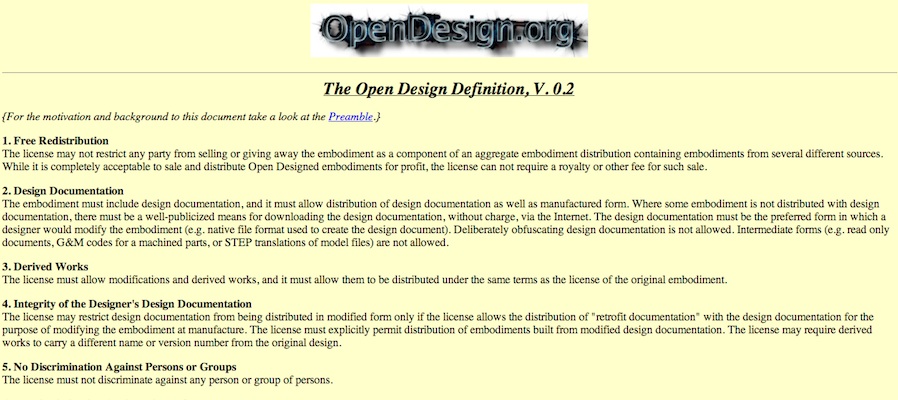 OpenDesign.org
The Open Design Definition, V. 0.2
{For the motivation and background to this document take a look at the Preamble.}
1. Free Redistribution
The license may not restrict any party from selling or giving away the embodiment as a component of an aggregate embodiment distribution containing embodiments from several different sources.
While it is completely acceptable to sale and distribute Open Designed embodiments for profit, the license can not require a royalty or other fee for such sale.
2. Design Documentation
The embodiment must include design documentation, and it must allow distribution of design documentation as well as manufactured form. Where some embodiment is not distributed with design
documentation, there must be a well-publicized means for downloading the design documentation, without charge, via the Internet. The design documentation must be the preferred form in which a
designer would modify the embodiment (e.g. native file format used to create the design document). Deliberately obfuscating design documentation is not allowed. Intermediate forms (e.g. read only
documents, G&M codes for a machined parts, or STEP translations of model files) are not allowed.
3. Derived Works
The license must allow modifications and derived works, and it must allow them to be distributed under the same terms as the license of the original embodiment.
4. Integrity of the Designer's Design Documentation
The license may restrict design documentation from being distributed in modified form only if the license allows the distribution of "retrofit documentation" with the design documentation for the
purpose of modifying the embodiment at manufacture. The license must explicitly permit distribution of embodiments built from modified design documentation. The license may require derived
works to carry a different name or version number from the original design.
5. No Discrimination Against Persons or Groups
The license must not discriminate against any person or group of persons.